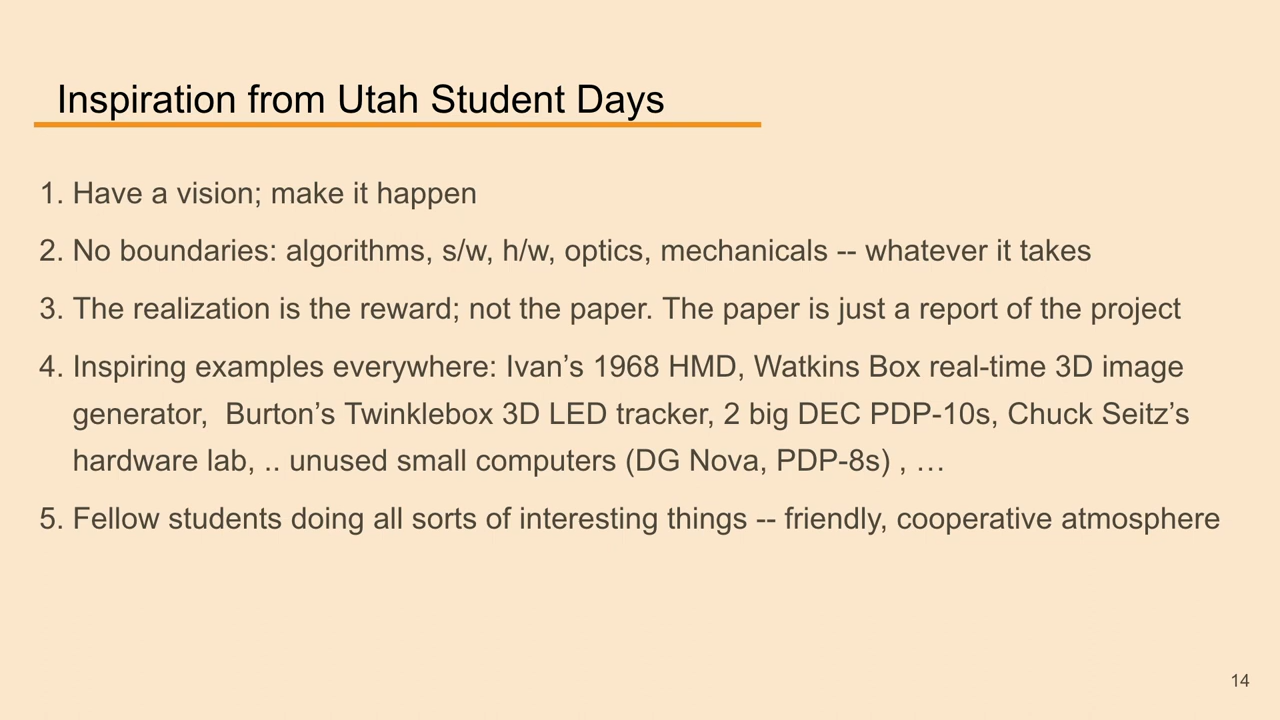 Inspiration from Utah Student Days
1. Have a vision; make it happen
2. No boundaries: algorithms, s/w, h/w, optics, mechanicals -- whatever it takes
3. The realization is the reward; not the paper. The paper is just a report of the project
4. Inspiring examples everywhere: Ivan’s 1968 HMD, Watkins Box real-time 3D image
generator,  Burton’s Twinklebox 3D LED tracker, 2 big DEC PDP-10s, Chuck Seitz’s
hardware lab, .. unused small computers (DG Nova, PDP-8s) , …
5. Fellow students doing all sorts of interesting things -- friendly, cooperative atmosphere
14